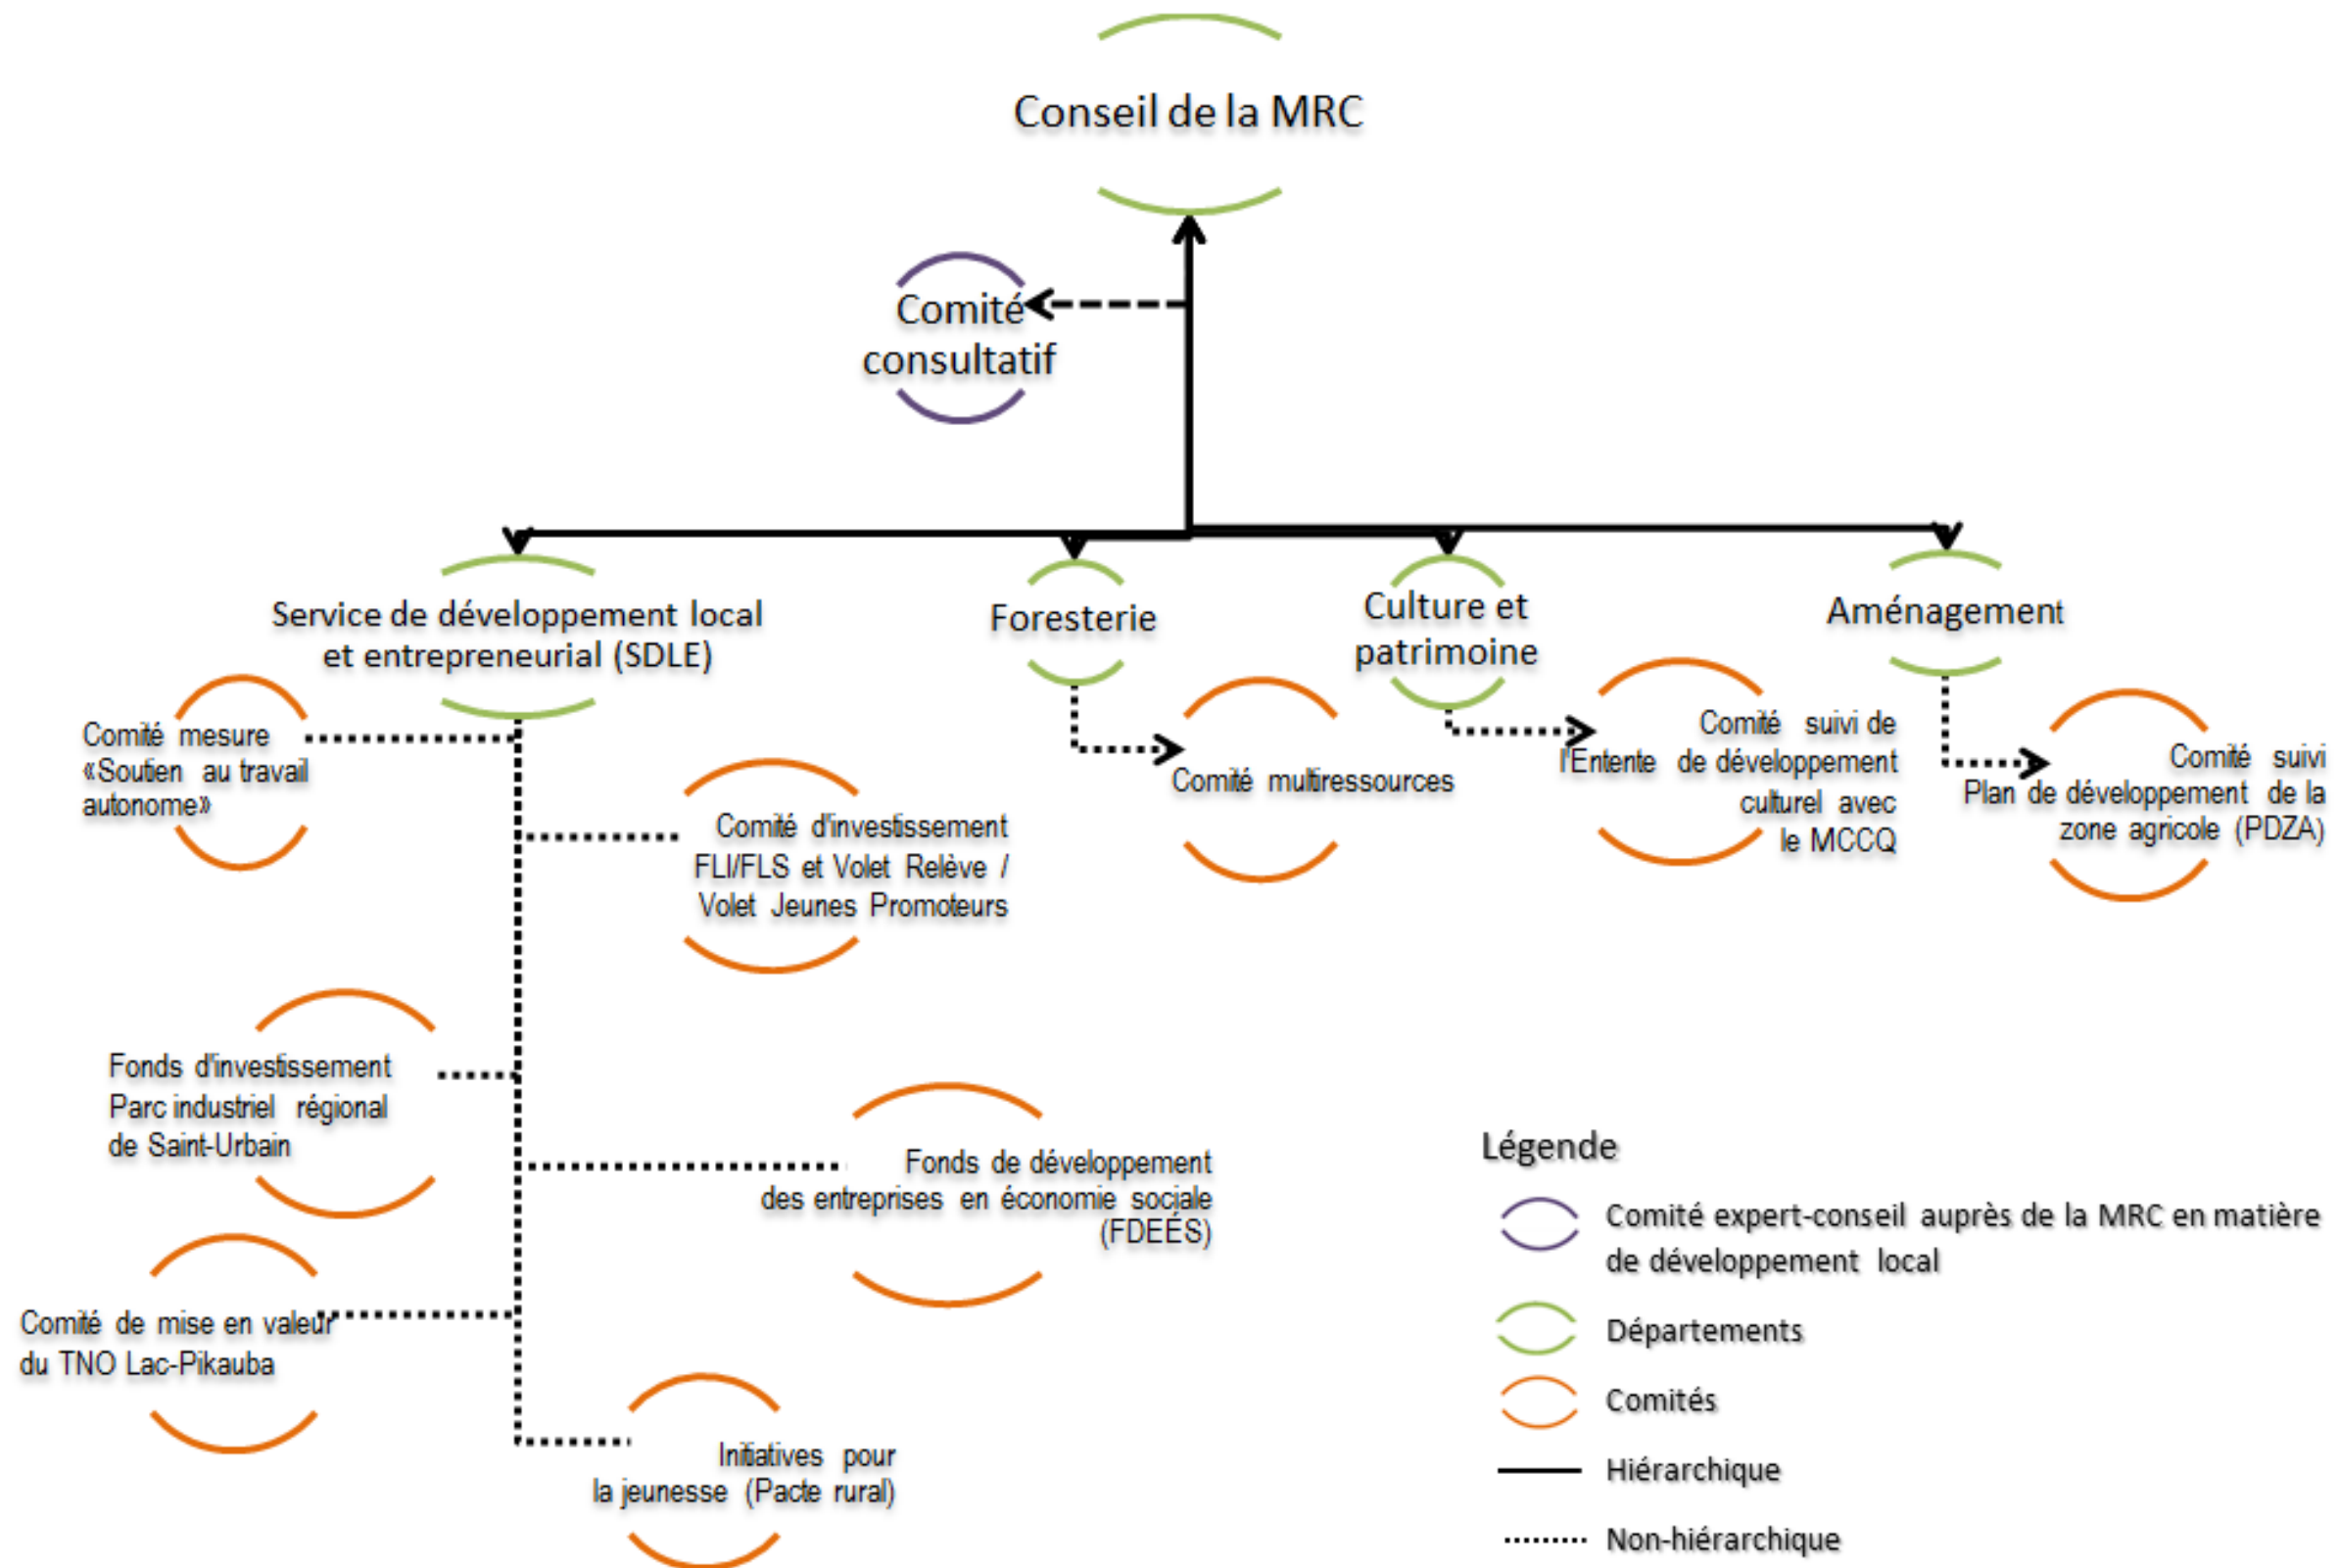 Conseil de la MRC
Comité
consultatif
Service de développement local
et entrepreneurial (SDLE)
Foresterie
Culture et
patrimoine
Aménagement
Comité mesure
«Soutien au travail
autonome»
Comité d'investissement
FLI/FLS et Volet Relève /
Volet Jeunes Promoteurs
Comité multiressources
Comité suivi de
l'Entente de développement
culturel avec
le MCCQ
Comité suivi
Plan de développement de la
zone agricole (PDZA)
Fonds d'investissement
Parc industriel régional
de Saint-Urbain
Fonds de développement
des entreprises en économie sociale
(FDEÉS)
Comité de mise en valeur
du TNO Lac-Pikauba
Initiatives pour
la jeunesse (Pacte rural)
Légende
Comité expert-conseil auprès de la MRC en matière
de développement local
Départements
Comités
Hiérarchique
Non-hiérarchique